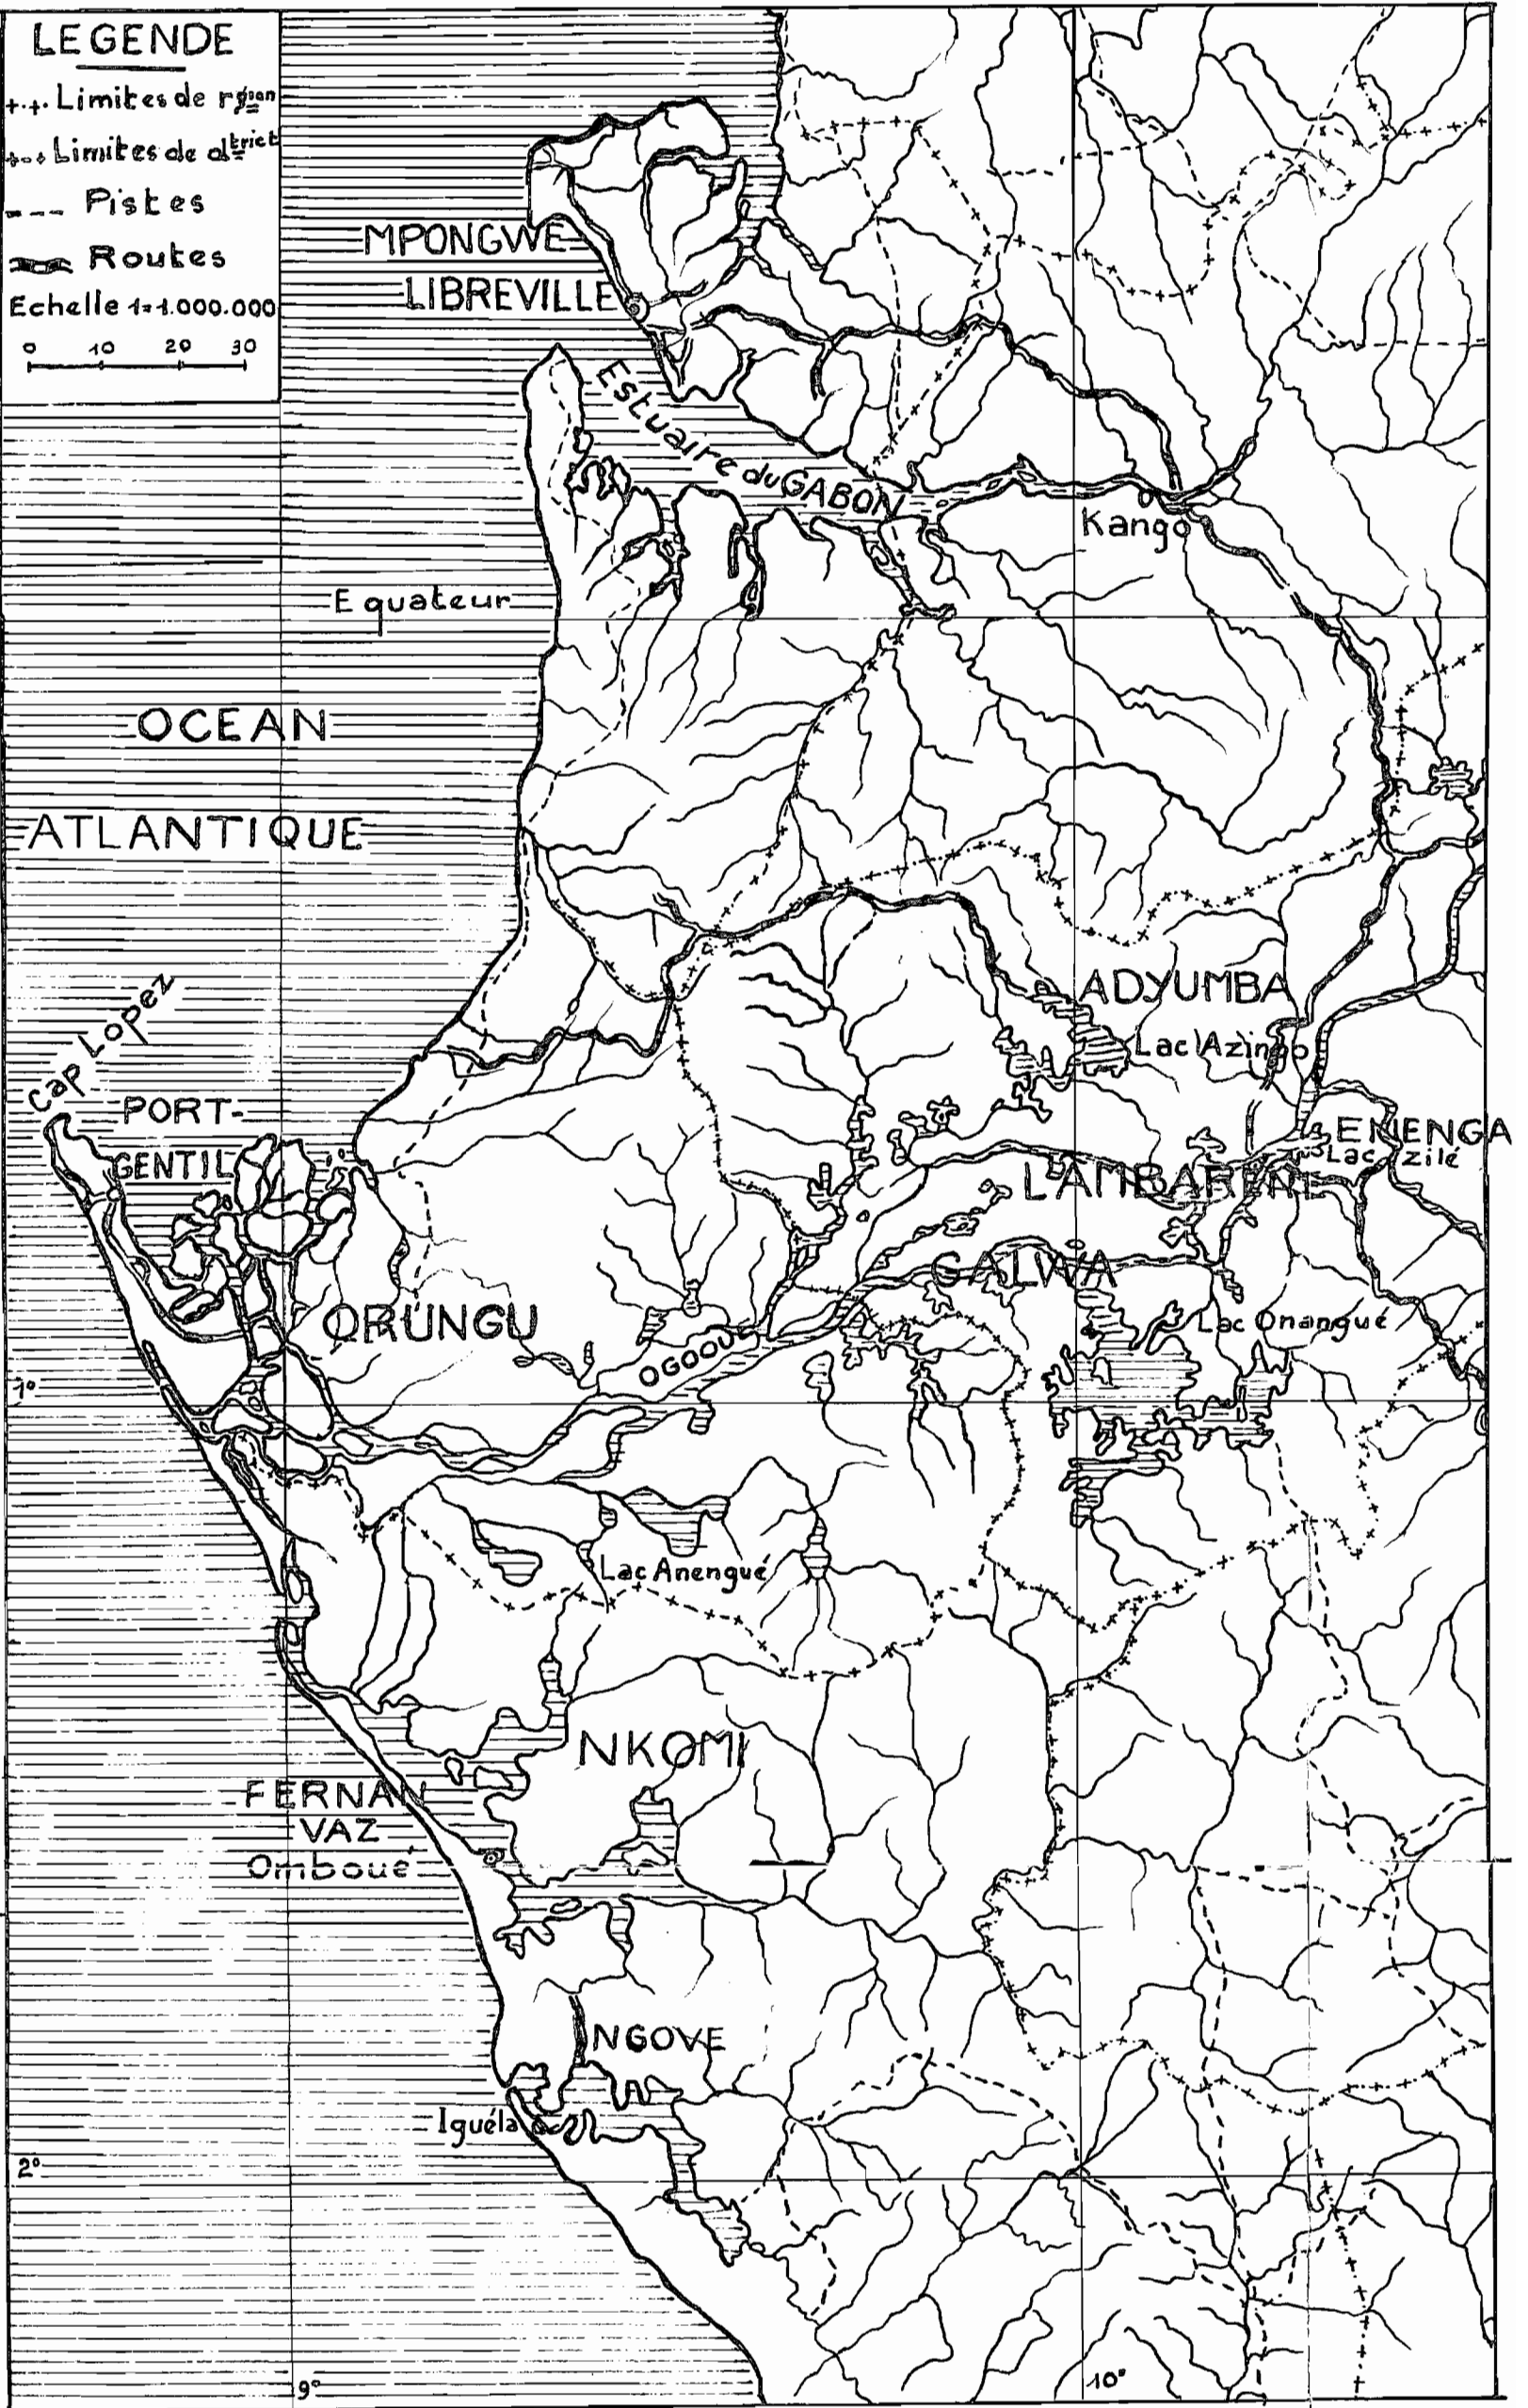 LEGENDE
Limites de rgion
Limites de dtrict
Pistes
Routes
Echelle 1=1.000.000
0 10 20 30
MPONGWE
LIBREVILLE
Estuaire du GABON
Kango
Equateur
OCEAN
ATLANTIQUE
ADYUMBA
Lac Azingo
Cap Lopez
PORT-
GENTIL
ENENGA
Lac zilé
LAMBARENE
GALWA
ORUNGU
Lac Onangué
OGOOUE
1°
Lac Anengué
NKOMI
FERNAN
VAZ
Omboué
NGOVE
Iguéla
2°
9°
10°